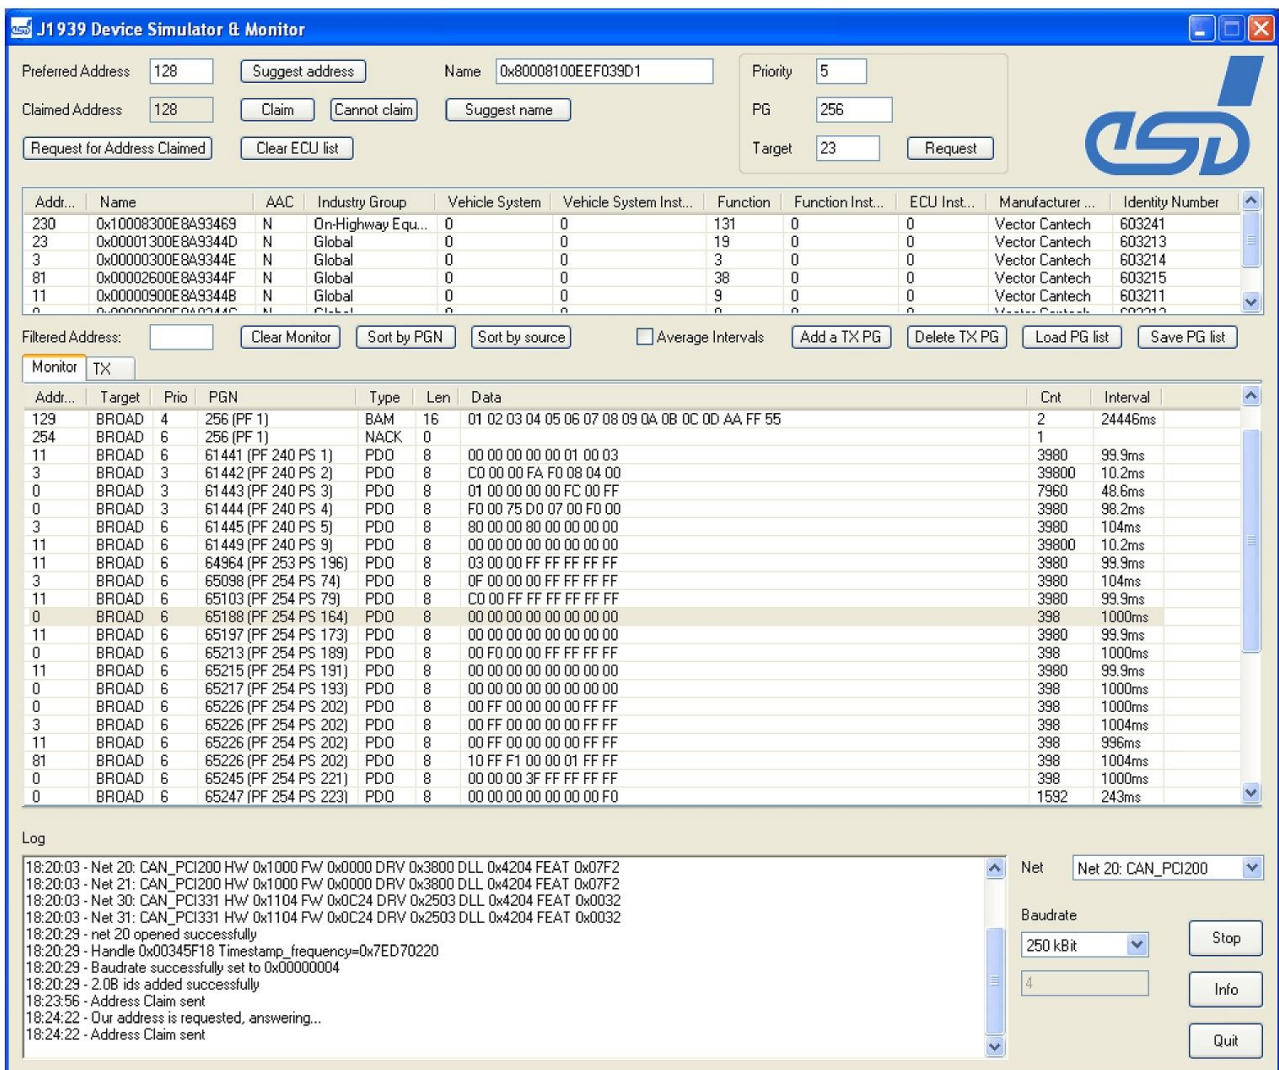 J1939 Device Simulator & Monitor
Preferred Address 128 Suggest address Name 0x80008100EEF039D1 Priority 5
Claimed Address 128 Claim Cannot claim Suggest name PG 256
Request for Address Claimed Clear ECU list Target 23 Request
esd
Addr... Name AAC Industry Group Vehicle System Vehicle System Inst... Function Function Inst... ECU Inst... Manufacturer ... Identity Number
230 0x10008300E8A93469 N On-Highway Equ... 0 0 131 0 0 Vector Cantech 603241
23 0x00001300E8A9344D N Global 0 0 19 0 0 Vector Cantech 603213
3 0x00000300E8A9344E N Global 0 0 3 0 0 Vector Cantech 603214
81 0x00002600E8A9344F N Global 0 0 38 0 0 Vector Cantech 603215
11 0x00000900E8A9344B N Global 0 0 9 0 0 Vector Cantech 603211
Filtered Address: Clear Monitor Sort by PGN Sort by source Average Intervals Add a TX PG Delete TX PG Load PG list Save PG list
Monitor TX
Addr... Target Prio PGN Type Len Data Cnt Interval
129 BROAD 4 256 (PF 1) BAM 16 01 02 03 04 05 06 07 08 09 0A 0B 0C 0D AA FF 55 2 24446ms
254 BROAD 6 256 (PF 1) NACK 0 1
11 BROAD 6 61441 (PF 240 PS 1) PDO 8 00 00 00 00 00 01 00 03 3980 99.9ms
3 BROAD 3 61442 (PF 240 PS 2) PDO 8 C0 00 00 FA F0 08 04 00 39800 10.2ms
0 BROAD 3 61443 (PF 240 PS 3) PDO 8 01 00 00 00 00 FC 00 FF 7960 48.6ms
0 BROAD 3 61444 (PF 240 PS 4) PDO 8 F0 00 75 D0 07 00 F0 00 3980 98.2ms
3 BROAD 6 61445 (PF 240 PS 5) PDO 8 80 00 00 80 00 00 00 00 3980 104ms
11 BROAD 6 61449 (PF 240 PS 9) PDO 8 00 00 00 00 00 00 00 00 39800 10.2ms
11 BROAD 6 64964 (PF 253 PS 196) PDO 8 03 00 00 FF FF FF FF FF 3980 99.9ms
3 BROAD 6 65098 (PF 254 PS 74) PDO 8 0F 00 00 00 FF FF FF FF 3980 104ms
11 BROAD 6 65103 (PF 254 PS 79) PDO 8 C0 00 FF FF FF FF FF FF 3980 99.9ms
0 BROAD 6 65188 (PF 254 PS 164) PDO 8 00 00 00 00 00 00 00 00 398 1000ms
11 BROAD 6 65197 (PF 254 PS 173) PDO 8 00 00 00 00 00 00 00 00 3980 99.9ms
0 BROAD 6 65213 (PF 254 PS 189) PDO 8 00 F0 00 00 FF FF FF FF 398 1000ms
11 BROAD 6 65215 (PF 254 PS 191) PDO 8 00 00 00 00 00 00 00 00 3980 99.9ms
0 BROAD 6 65217 (PF 254 PS 193) PDO 8 00 00 00 00 00 00 00 00 398 1000ms
0 BROAD 6 65226 (PF 254 PS 202) PDO 8 00 FF 00 00 00 00 FF FF 398 1000ms
3 BROAD 6 65226 (PF 254 PS 202) PDO 8 00 FF 00 00 00 00 FF FF 398 1004ms
11 BROAD 6 65226 (PF 254 PS 202) PDO 8 00 FF 00 00 00 00 FF FF 398 996ms
81 BROAD 6 65226 (PF 254 PS 202) PDO 8 10 FF F1 00 00 01 FF FF 398 1004ms
0 BROAD 6 65245 (PF 254 PS 221) PDO 8 00 00 00 3F FF FF FF FF 398 1000ms
0 BROAD 6 65247 (PF 254 PS 223) PDO 8 00 00 00 00 00 00 00 F0 1592 243ms
Log
18:20:03 - Net 20: CAN_PCI200 HW 0x1000 FW 0x0000 DRV 0x3800 DLL 0x4204 FEAT 0x07F2
18:20:03 - Net 21: CAN_PCI200 HW 0x1000 FW 0x0000 DRV 0x3800 DLL 0x4204 FEAT 0x07F2
18:20:03 - Net 30: CAN_PCI331 HW 0x1104 FW 0x0C24 DRV 0x2503 DLL 0x4204 FEAT 0x0032
18:20:03 - Net 31: CAN_PCI331 HW 0x1104 FW 0x0C24 DRV 0x2503 DLL 0x4204 FEAT 0x0032
18:20:29 - net 20 opened successfully
18:20:29 - Handle 0x00345F18 Timestamp_frequency=0x7ED70220
18:20:29 - Baudrate successfully set to 0x00000004
18:20:29 - 2.0B ids added successfully
18:23:56 - Address Claim sent
18:24:22 - Our address is requested, answering...
18:24:22 - Address Claim sent
Net Net 20: CAN_PCI200
Baudrate
250 kBit Stop
4 Info
Quit